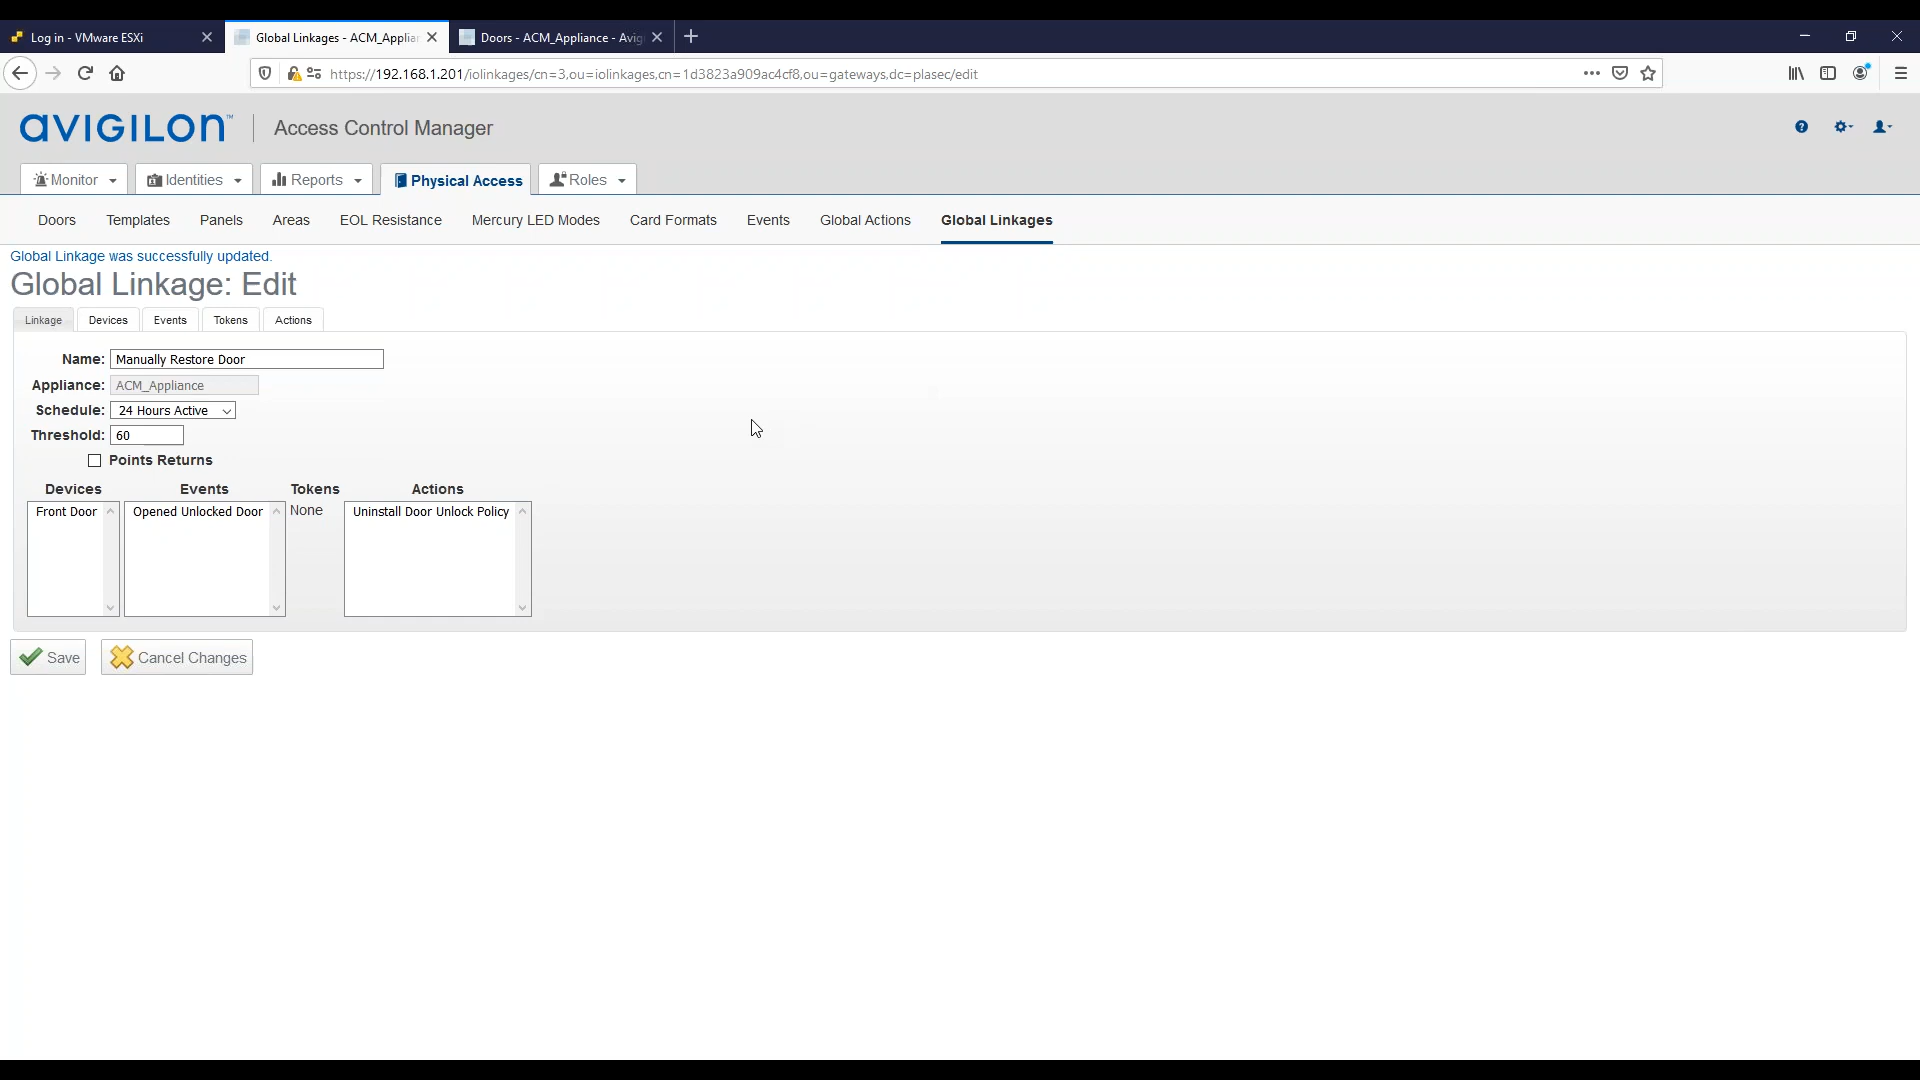 Log in - VMware ESXi
Global Linkages - ACM_Applian
Doors - ACM_Appliance - Avig
https://192.168.1.201/iolinkages/cn=3,ou=iolinkages,cn=1d3823a909ac4cf8,ou=gateways,dc=plasec/edit
AVIGILON™
Access Control Manager
Monitor
Identities
Reports
Physical Access
Roles
Doors
Templates
Panels
Areas
EOL Resistance
Mercury LED Modes
Card Formats
Events
Global Actions
Global Linkages
Global Linkage was successfully updated.
Global Linkage: Edit
Linkage
Devices
Events
Tokens
Actions
Name: Manually Restore Door
Appliance: ACM_Appliance
Schedule: 24 Hours Active
Threshold: 60
Points Returns
Devices Events Tokens Actions
Front Door Opened Unlocked Door None Uninstall Door Unlock Policy
Save
Cancel Changes